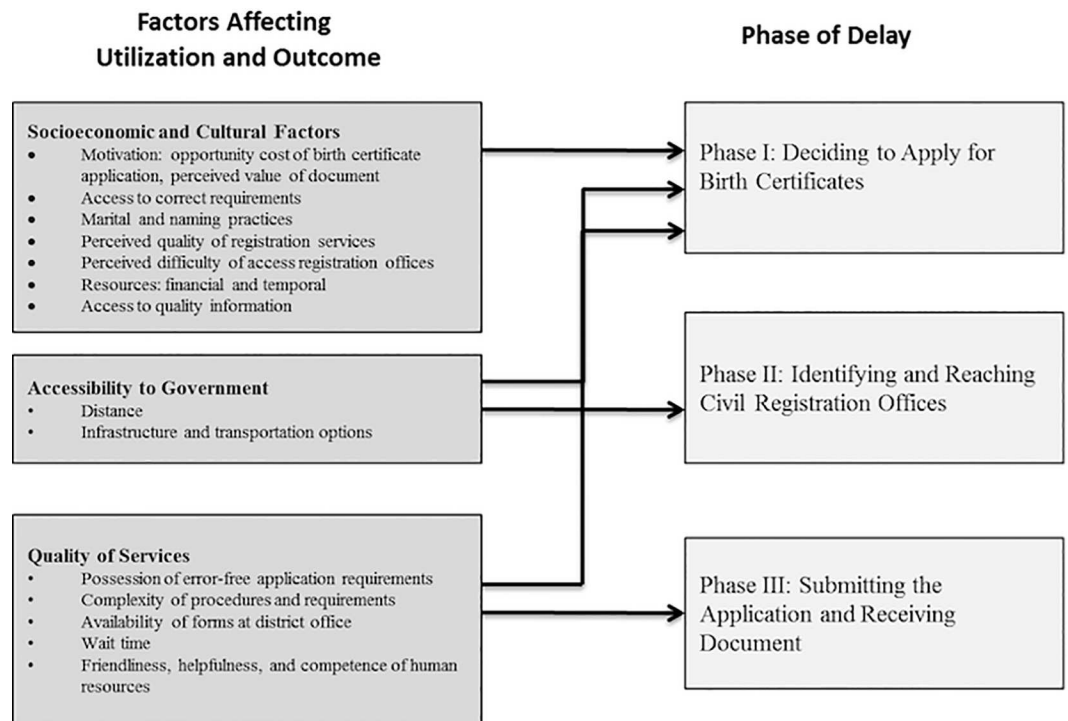 Factors Affecting
Utilization and Outcome
Phase of Delay
Socioeconomic and Cultural Factors
• Motivation: opportunity cost of birth certificate
application, perceived value of document
• Access to correct requirements
• Marital and naming practices
• Perceived quality of registration services
• Perceived difficulty of access registration offices
• Resources: financial and temporal
• Access to quality information
Phase I: Deciding to Apply for
Birth Certificates
Accessibility to Government
• Distance
• Infrastructure and transportation options
Phase II: Identifying and Reaching
Civil Registration Offices
Quality of Services
• Possession of error-free application requirements
• Complexity of procedures and requirements
• Availability of forms at district office
• Wait time
• Friendliness, helpfulness, and competence of human
resources
Phase III: Submitting the
Application and Receiving
Document